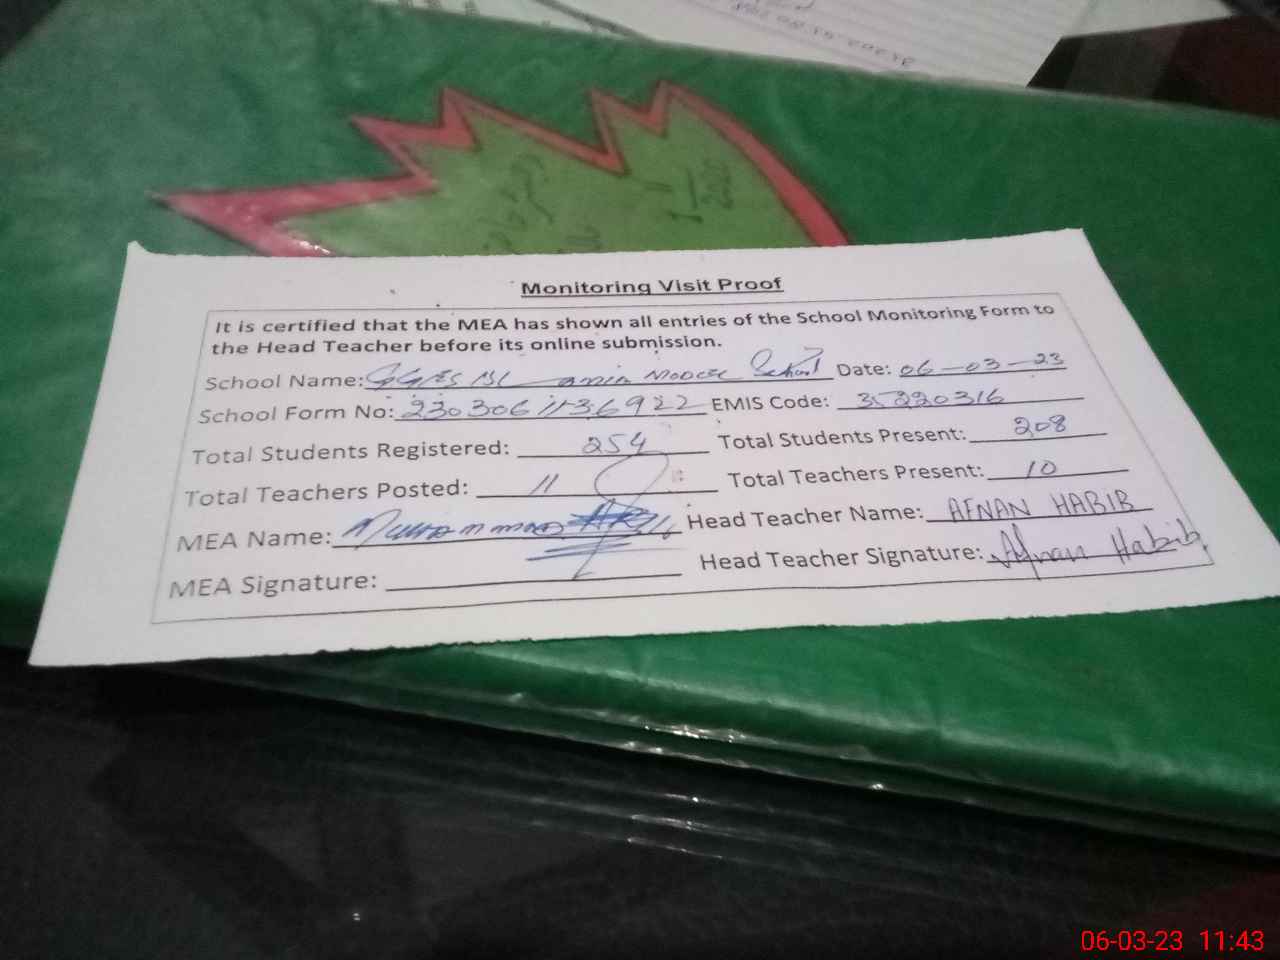 Monitoring Visit Proof
It is certified that the MEA has shown all entries of the School Monitoring Form to
the Head Teacher before its online submission.
School Name: School Date: 06-03-23
School Form No: 2303061136922 EMIS Code: 35220316
Total Students Registered: 254 Total Students Present: 208
Total Teachers Posted: 11 Total Teachers Present: 10
MEA Name: Head Teacher Name: AFNAN HABIB
MEA Signature: Head Teacher Signature: Afnan Habib
06-03-23 11:43